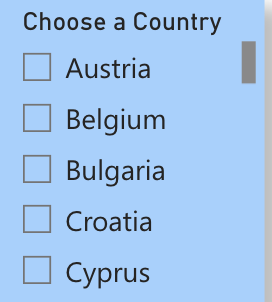 Choose a Country
Austria
Belgium
Bulgaria
Croatia
Cyprus